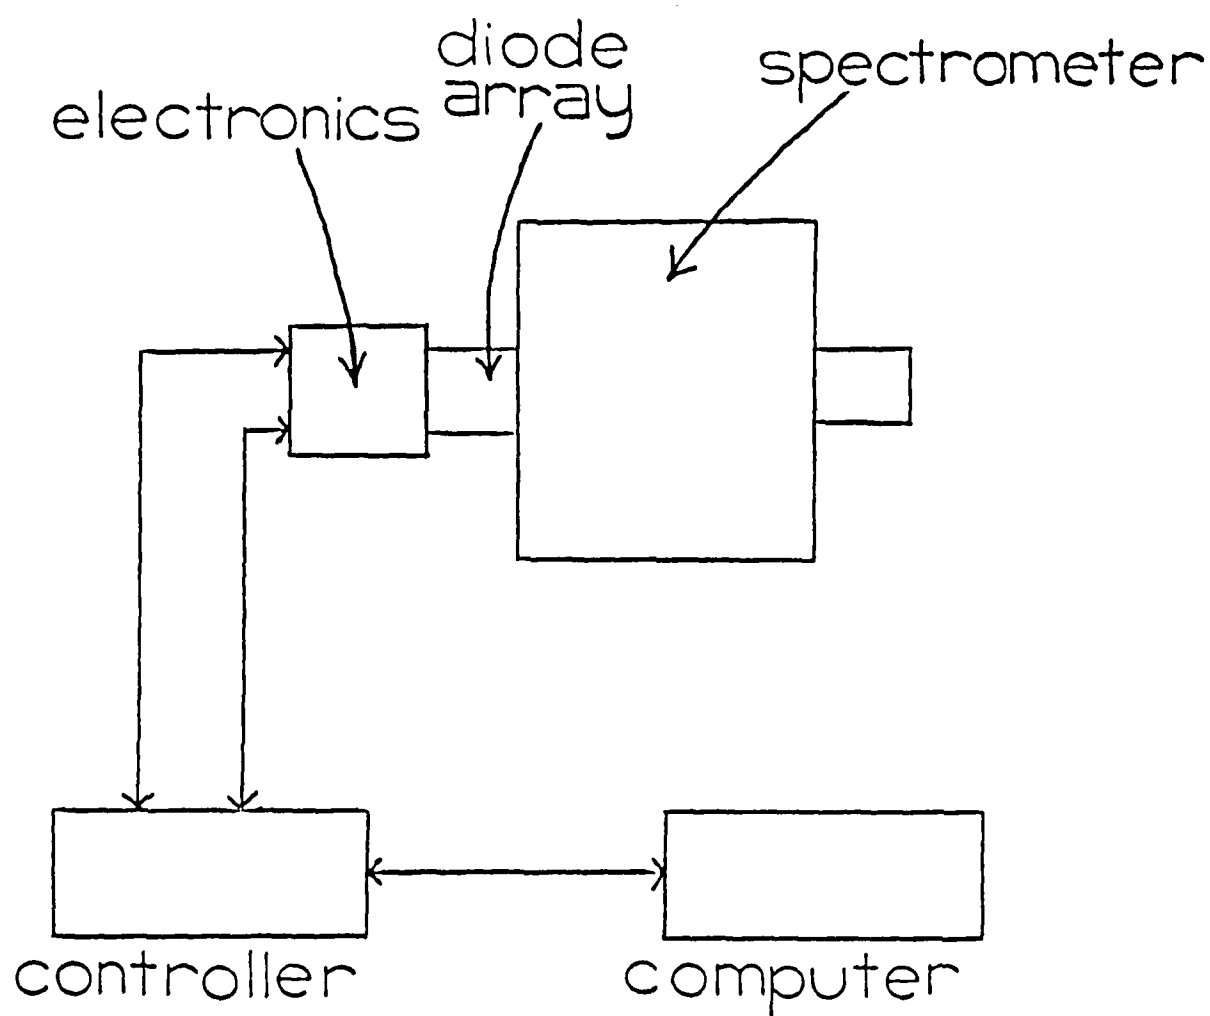 diode
array
spectrometer
electronics
controller
computer